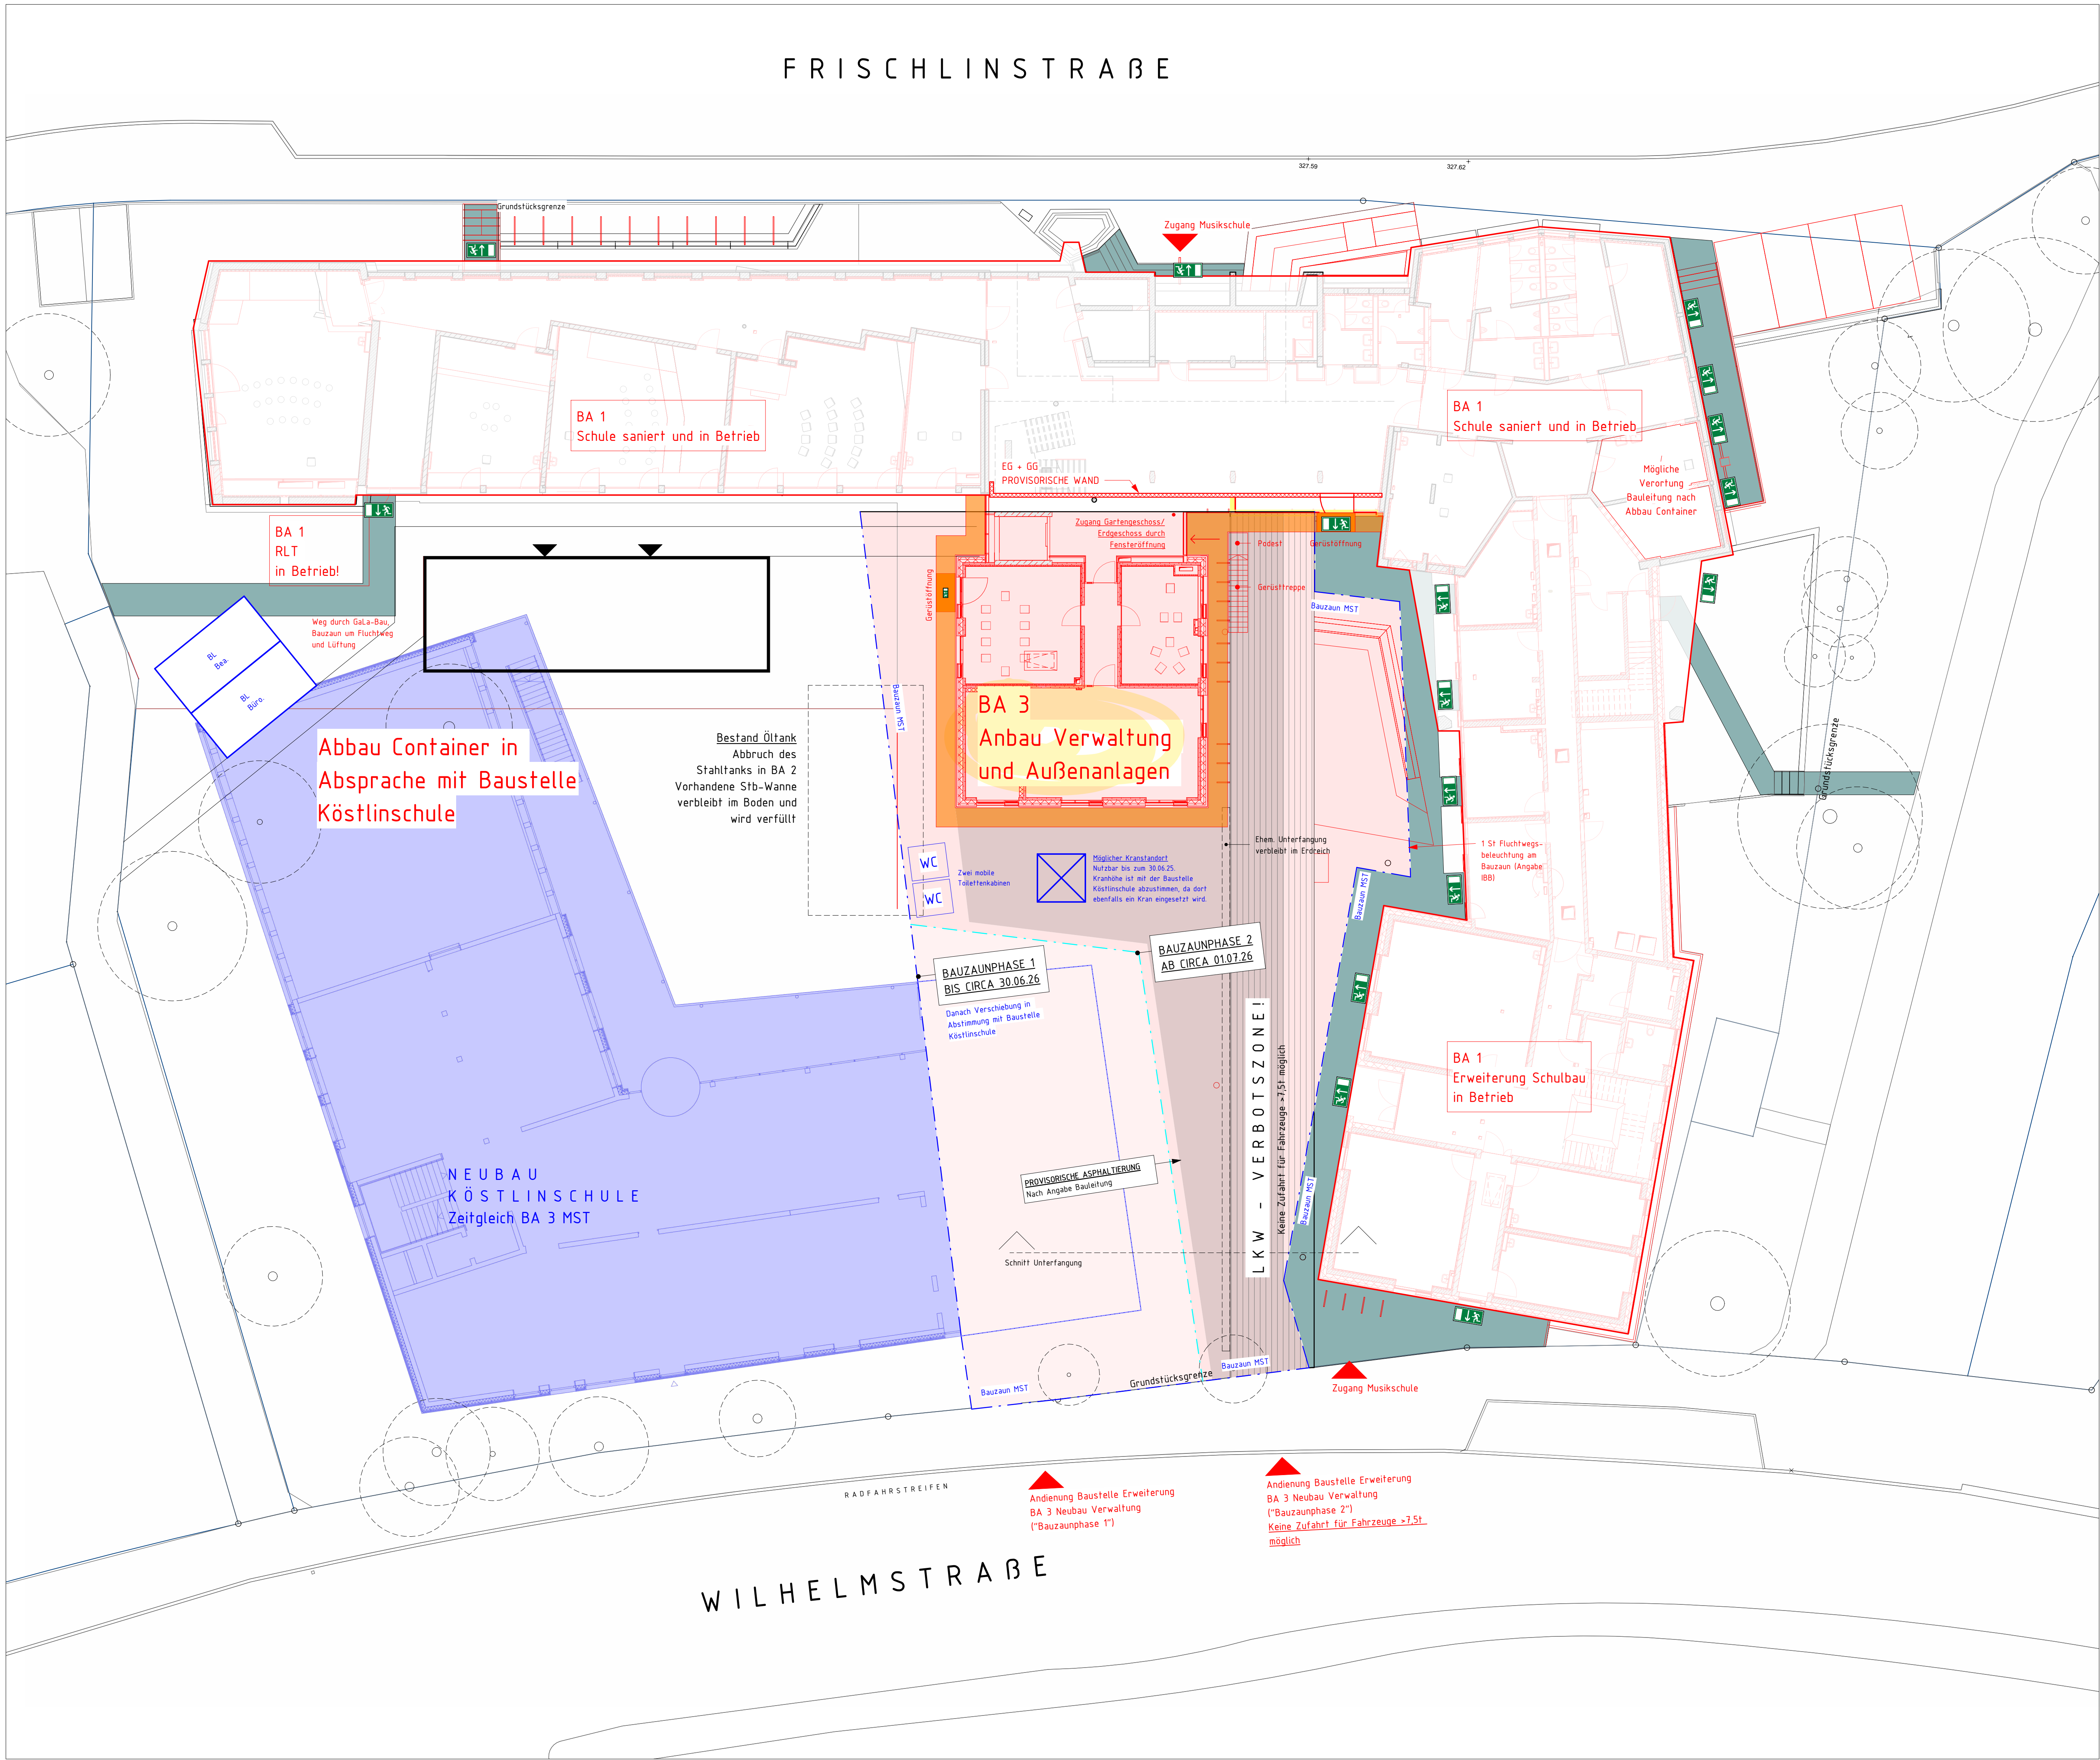 FRISCHLINSTRAßE
327.59
327.62
Grundstücksgrenze
Zugang Musikschule
BA 1
Schule saniert und in Betrieb
BA 1
Schule saniert und in Betrieb
EG + GG
PROVISORISCHE WAND
Mögliche
Verortung
Bauleitung nach
Abbau Container
BA 1
RLT
in Betrieb!
Zugang Gartengeschoss/
Erdgeschoss durch
Fensteröffnung
Podest
Gerüstöffnung
Gerüsttreppe
Gerüstöffnung
Bauzaun MST
Weg durch GaLa-Bau,
Bauzaun um Fluchtweg
und Lüftung
BL
Bea.
BL
Büro.
Bauzaun MST
BA 3
Anbau Verwaltung
und Außenanlagen
Abbau Container in
Absprache mit Baustelle
Köstlinschule
Bestand Öltank
Abbruch des
Stahltanks in BA 2
Vorhandene Stb-Wanne
verbleibt im Boden und
wird verfüllt
Grundstücksgrenze
Ehem. Unterfangung
verbleibt im Erdreich
1 St Fluchtwegs-
beleuchtung am
Bauzaun (Angabe
IBB)
WC
WC
Zwei mobile
Toilettenkabinen
Möglicher Kranstandort
Nutzbar bis zum 30.06.25.
Kranhöhe ist mit der Baustelle
Köstlinschule abzustimmen, da dort
ebenfalls ein Kran eingesetzt wird.
Bauzaun MST
BAUZAUNPHASE 1
BIS CIRCA 30.06.26
BAUZAUNPHASE 2
AB CIRCA 01.07.26
Danach Verschiebung in
Abstimmung mit Baustelle
Köstlinschule
LKW - VERBOTSZONE!
Keine Zufahrt für Fahrzeuge >7,5t möglich
BA 1
Erweiterung Schulbau
in Betrieb
PROVISORISCHE ASPHALTIERUNG
Nach Angabe Bauleitung
NEUBAU
KÖSTLINSCHULE
Zeitgleich BA 3 MST
Bauzaun MST
Schnitt Unterfangung
Bauzaun MST
Grundstücksgrenze
Bauzaun MST
Zugang Musikschule
RADFAHRSTREIFEN
Andienung Baustelle Erweiterung
BA 3 Neubau Verwaltung
("Bauzaunphase 1")
Andienung Baustelle Erweiterung
BA 3 Neubau Verwaltung
("Bauzaunphase 2")
Keine Zufahrt für Fahrzeuge >7,5t
möglich
WILHELMSTRAßE